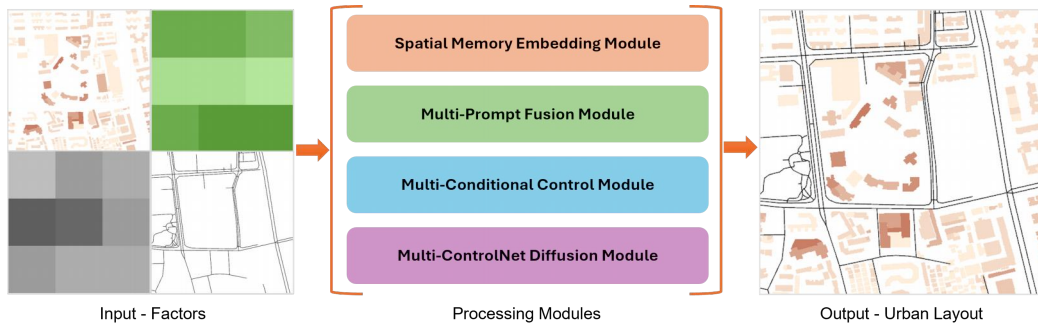 Spatial Memory Embedding Module
Multi-Prompt Fusion Module
Multi-Conditional Control Module
Multi-ControlNet Diffusion Module
Input - Factors
Processing Modules
Output - Urban Layout